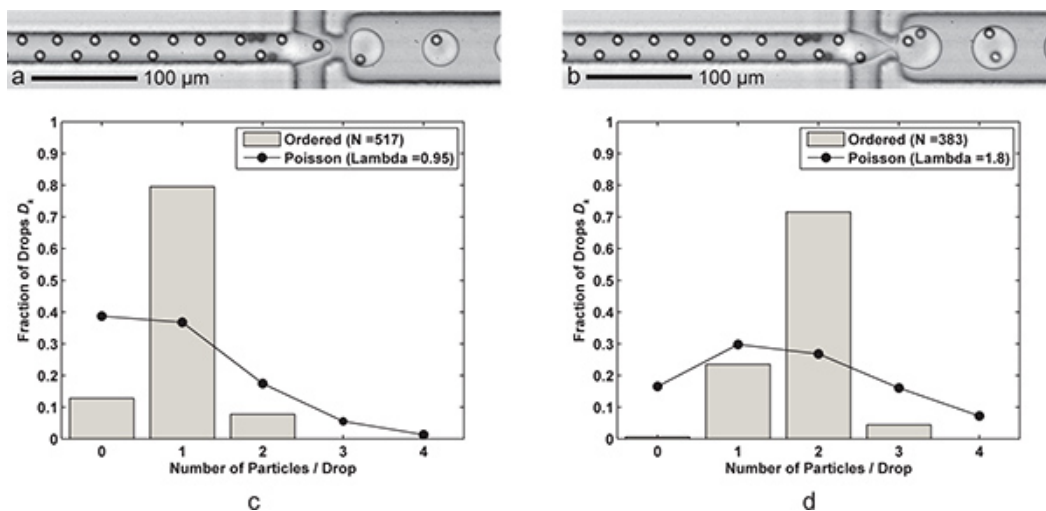 a 100 µm
b 100 µm
Ordered (N =517)
Poisson (Lambda =0.95)
Fraction of Drops Dk
1
0.9
0.8
0.7
0.6
0.5
0.4
0.3
0.2
0.1
0
0 1 2 3 4
Number of Particles / Drop
c
Ordered (N =383)
Poisson (Lambda =1.8)
Fraction of Drops Dk
1
0.9
0.8
0.7
0.6
0.5
0.4
0.3
0.2
0.1
0
0 1 2 3 4
Number of Particles / Drop
d